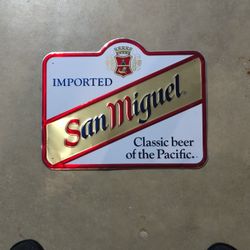 IMPORTED
San Miguel®
Classic beer
of the Pacific.